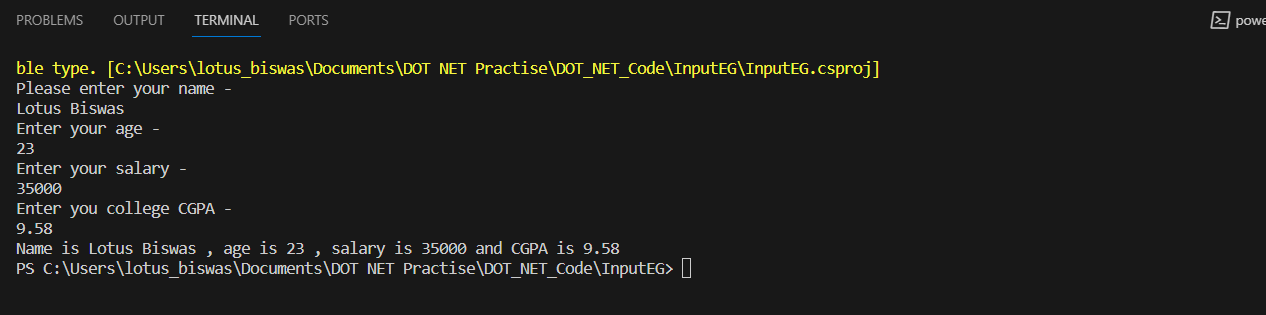 PROBLEMS OUTPUT TERMINAL PORTS powe
ble type. [C:\Users\lotus_biswas\Documents\DOT NET Practise\DOT_NET_Code\InputEG\InputEG.csproj]
Please enter your name -
Lotus Biswas
Enter your age -
23
Enter your salary -
35000
Enter you college CGPA -
9.58
Name is Lotus Biswas , age is 23 , salary is 35000 and CGPA is 9.58
PS C:\Users\lotus_biswas\Documents\DOT NET Practise\DOT_NET_Code\InputEG>